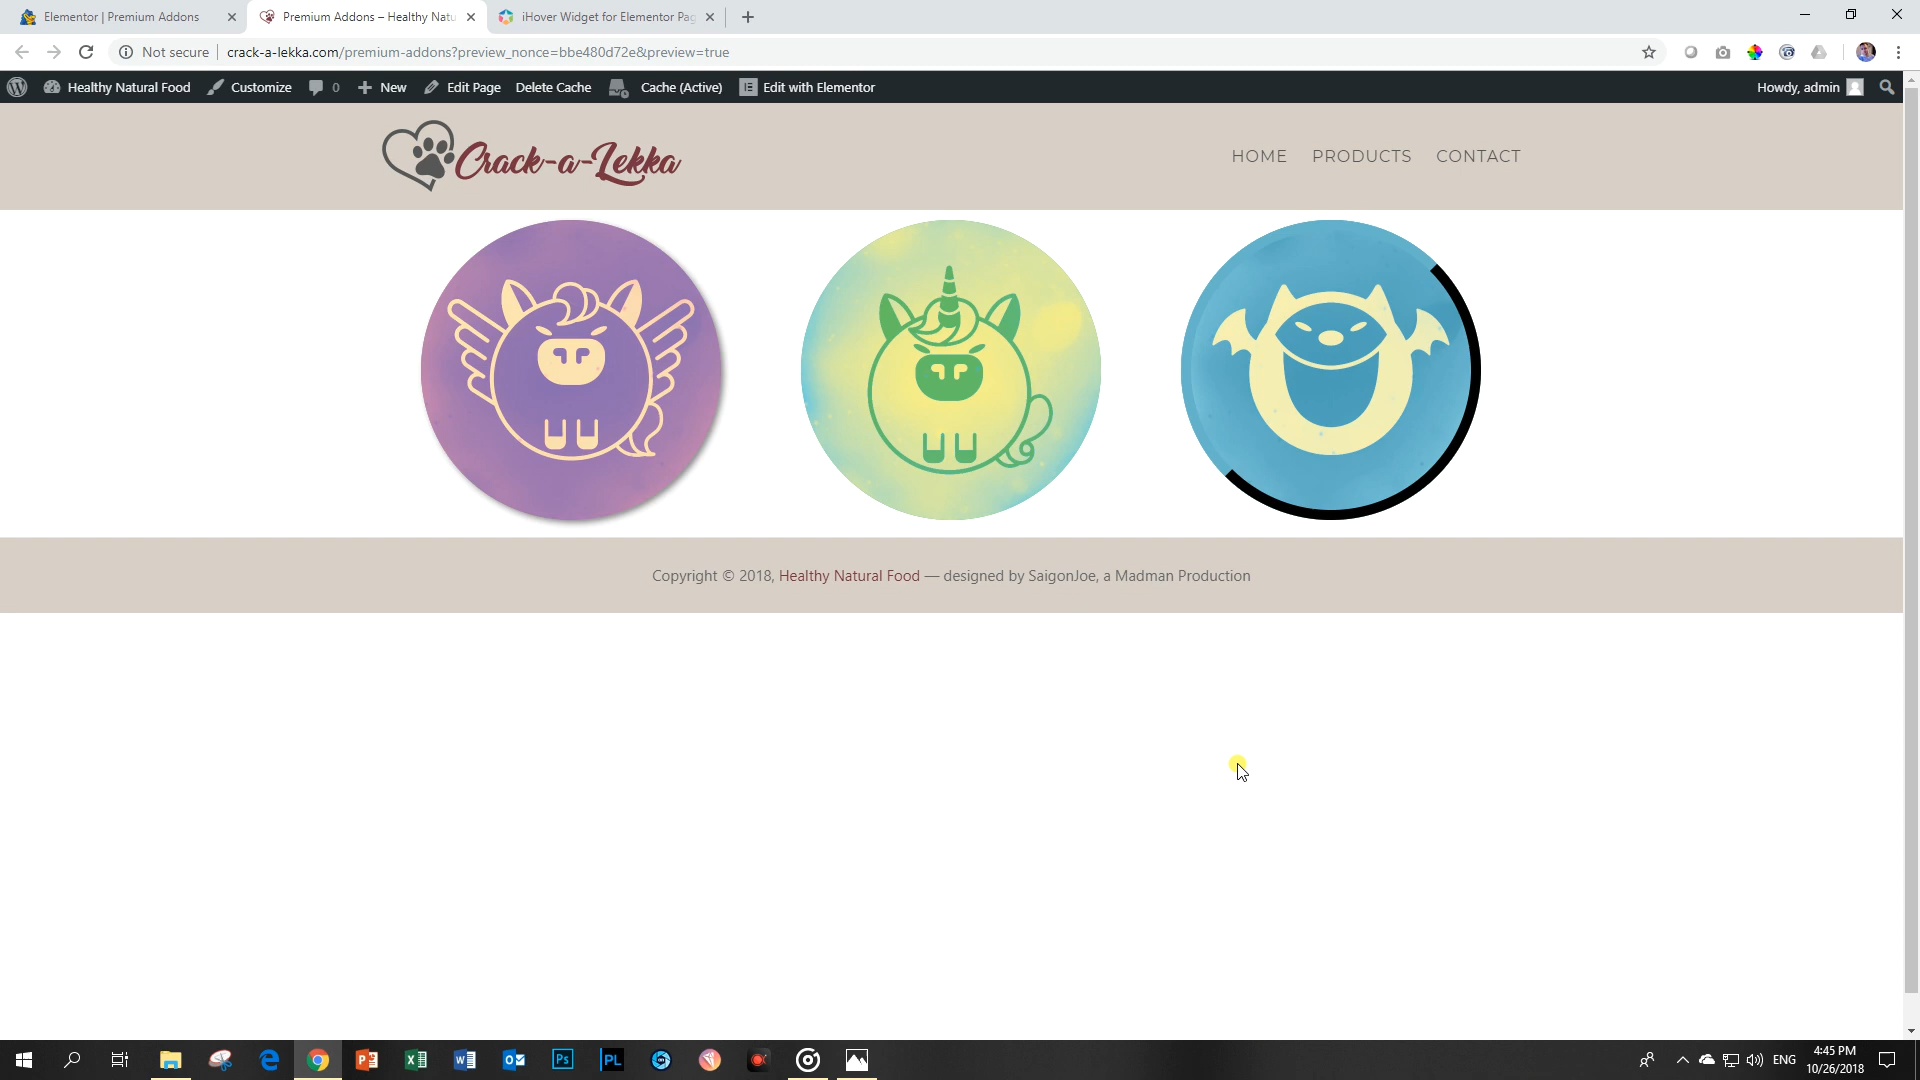 Elementor | Premium Addons
Premium Addons – Healthy Natu
iHover Widget for Elementor Pag
Not secure
crack-a-lekka.com/premium-addons?preview_nonce=bbe480d72e&preview=true
Healthy Natural Food
Customize
0
New
Edit Page
Delete Cache
Cache (Active)
Edit with Elementor
Howdy, admin
Crack-a-Lekka
HOME
PRODUCTS
CONTACT
Copyright © 2018, Healthy Natural Food — designed by SaigonJoe, a Madman Production
Ps
PL
ENG
4:45 PM
10/26/2018